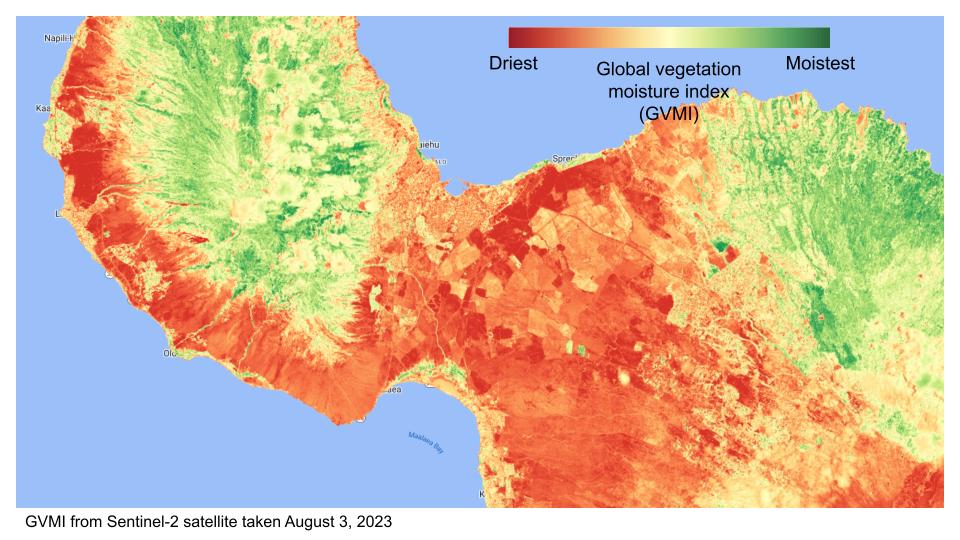 Napili-H
Driest
Moistest
Global vegetation
moisture index
(GVMI)
Kaa
aiehu
Sprec
L
Olo
aea
Maalaea Bay
K
GVMI from Sentinel-2 satellite taken August 3, 2023